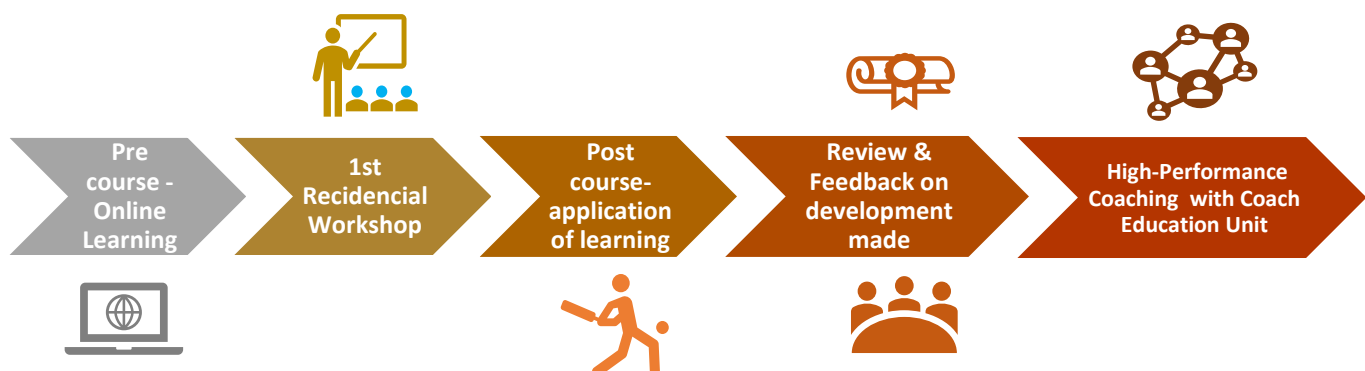 Pre
course -
Online
Learning
1st
Recidencial
Workshop
Post
course-
application
of learning
Review &
Feedback on
development
made
High-Performance
Coaching with Coach
Education Unit